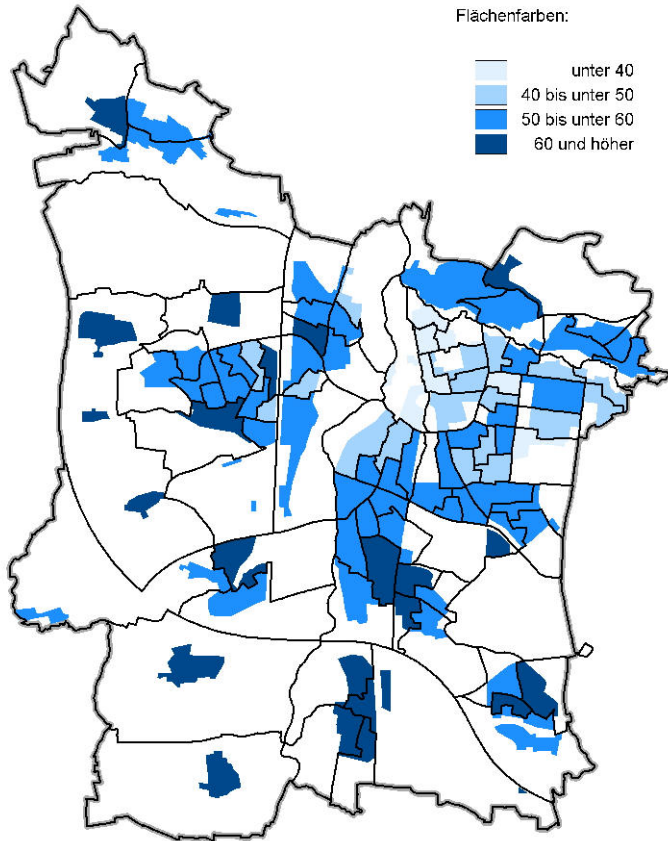 Flächenfarben:
unter 40
40 bis unter 50
50 bis unter 60
60 und höher